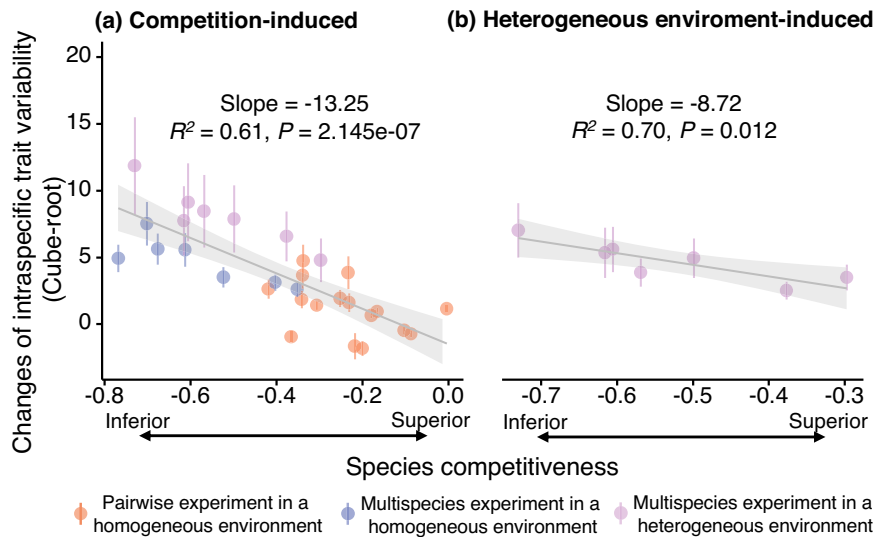 (a) Competition-induced
(b) Heterogeneous enviroment-induced
Changes of intraspecific trait variability
(Cube-root)
20
15
10
5
0
Slope = -13.25
R² = 0.61, P = 2.145e-07
Slope = -8.72
R² = 0.70, P = 0.012
-0.8 -0.6 -0.4 -0.2 0.0
-0.7 -0.6 -0.5 -0.4 -0.3
Inferior Superior
Inferior Superior
Species competitiveness
Pairwise experiment in a
homogeneous environment
Multispecies experiment in a
homogeneous environment
Multispecies experiment in a
heterogeneous environment